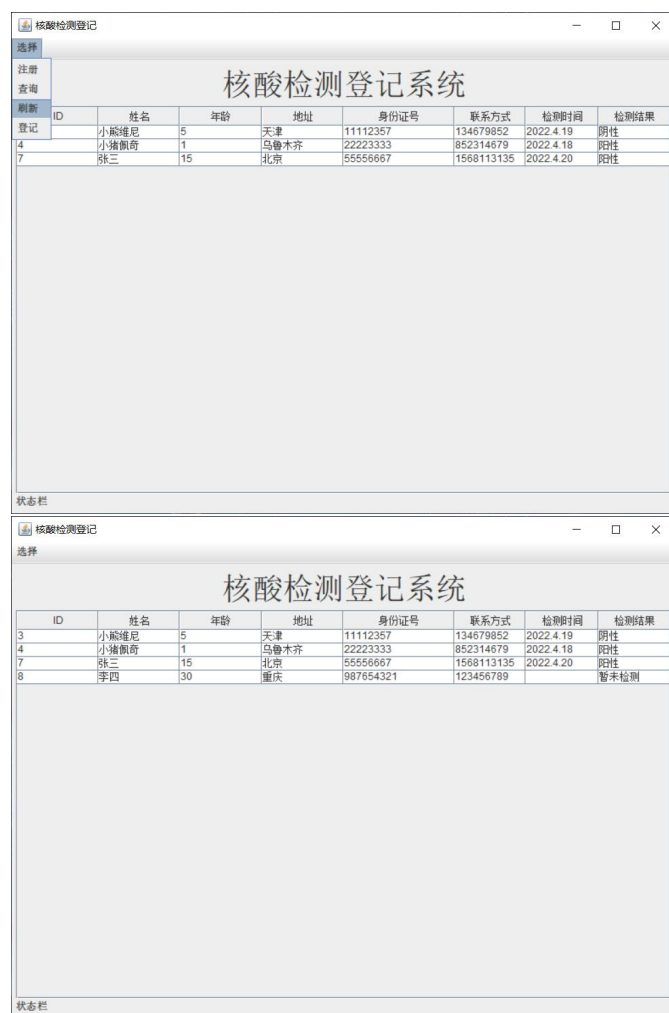 核酸检测登记
选择
注册
查询
刷新
登记
核酸检测登记系统
ID 姓名 年龄 地址 身份证号 联系方式 检测时间 检测结果
小熊维尼 5 天津 11112357 134679852 2022.4.19 阴性
4 小猪佩奇 1 乌鲁木齐 22223333 852314679 2022.4.18 阳性
7 张三 15 北京 55556667 1568113135 2022.4.20 阳性
状态栏
核酸检测登记
选择
核酸检测登记系统
ID 姓名 年龄 地址 身份证号 联系方式 检测时间 检测结果
3 小熊维尼 5 天津 11112357 134679852 2022.4.19 阴性
4 小猪佩奇 1 乌鲁木齐 22223333 852314679 2022.4.18 阳性
7 张三 15 北京 55556667 1568113135 2022.4.20 阳性
8 李四 30 重庆 987654321 123456789 暂未检测
状态栏